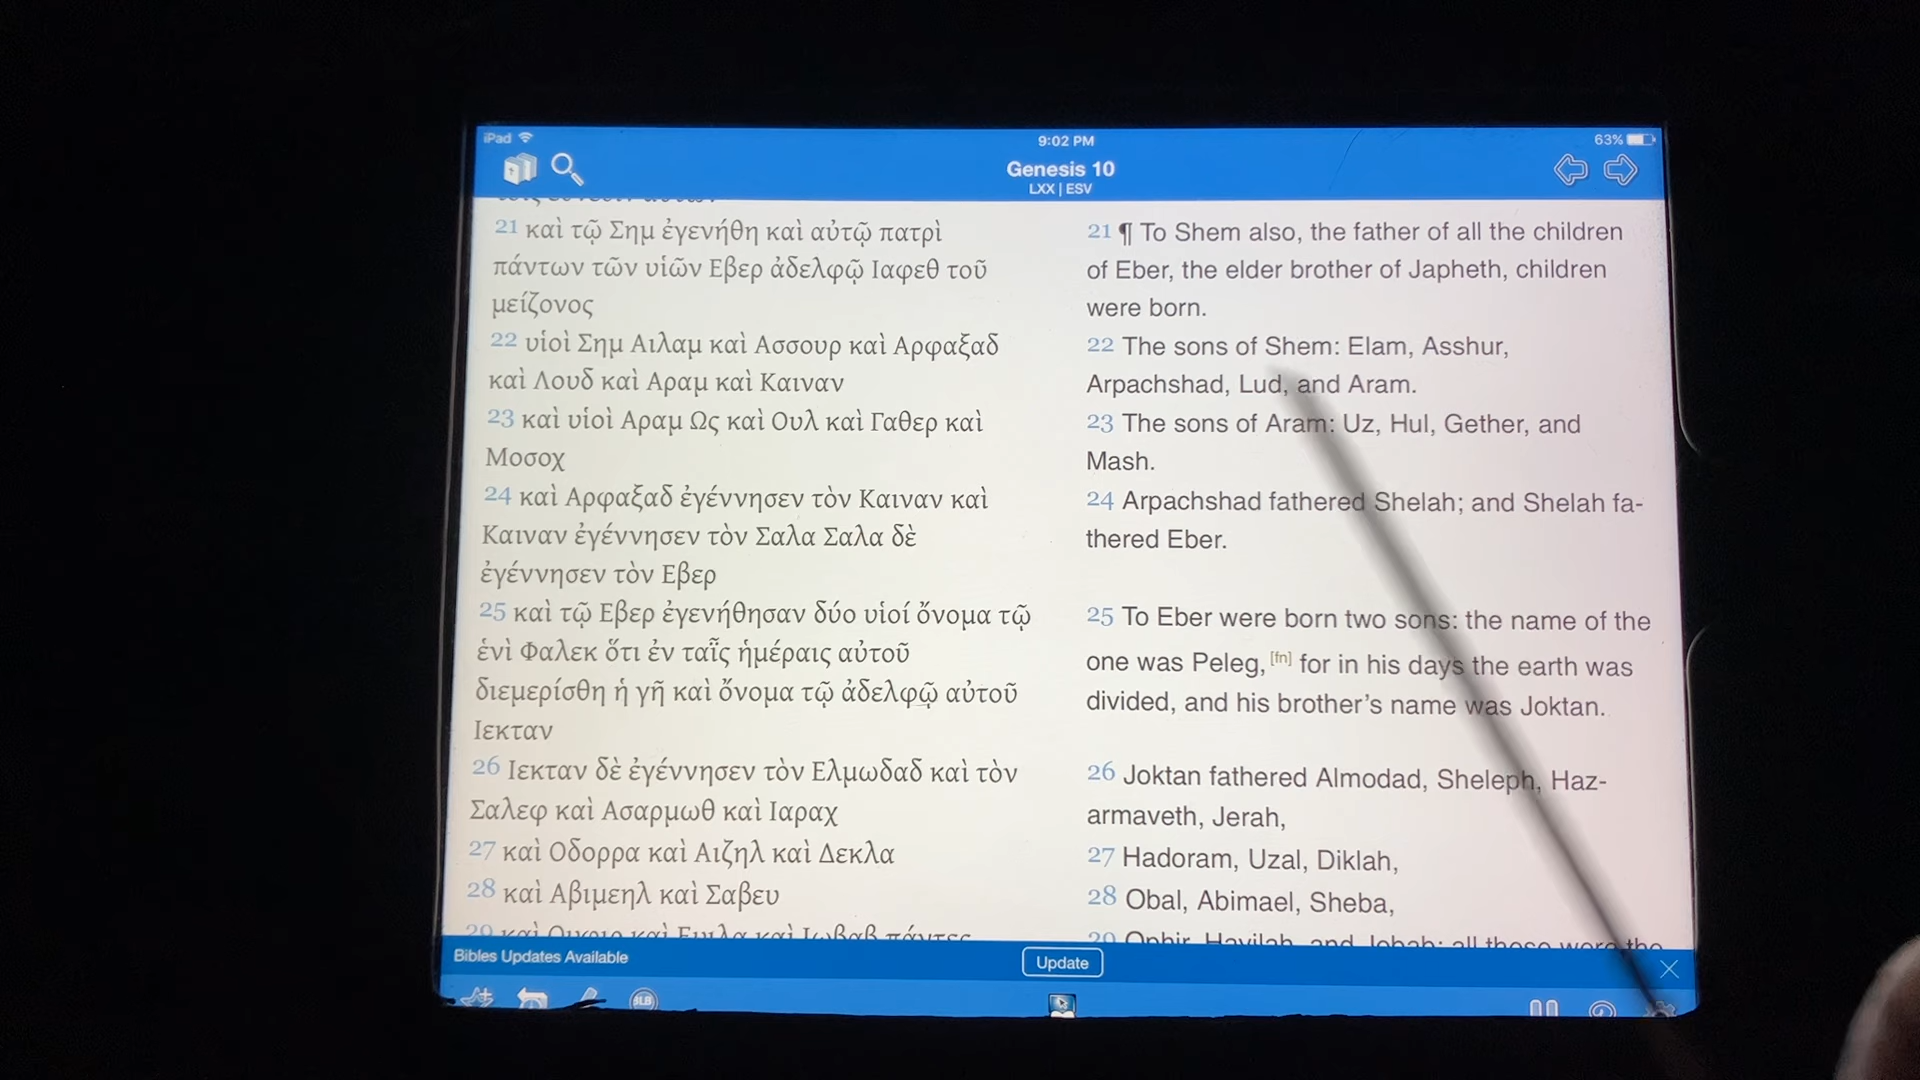 iPad
9:02 PM
63%
Genesis 10
LXX | ESV
21 καὶ τῷ Σημ ἐγενήθη καὶ αὐτῷ πατρὶ
πάντων τῶν υἱῶν Εβερ ἀδελφῷ Ιαφεθ τοῦ
μείζονος
22 υἱοὶ Σημ Αιλαμ καὶ Ασσουρ καὶ Αρφαξαδ
καὶ Λουδ καὶ Αραμ καὶ Καιναν
23 καὶ υἱοὶ Αραμ Ως καὶ Ουλ καὶ Γαθερ καὶ
Μοσοχ
24 καὶ Αρφαξαδ ἐγέννησεν τὸν Καιναν καὶ
Καιναν ἐγέννησεν τὸν Σαλα Σαλα δὲ
ἐγέννησεν τὸν Εβερ
25 καὶ τῷ Εβερ ἐγενήθησαν δύο υἱοί ὄνομα τῷ
ἑνὶ Φαλεκ ὅτι ἐν ταῖς ἡμέραις αὐτοῦ
διεμερίσθη ἡ γῆ καὶ ὄνομα τῷ ἀδελφῷ αὐτοῦ
Ιεκταν
26 Ιεκταν δὲ ἐγέννησεν τὸν Ελμωδαδ καὶ τὸν
Σαλεφ καὶ Ασαρμωθ καὶ Ιαραχ
27 καὶ Οδορρα καὶ Αιζηλ καὶ Δεκλα
28 καὶ Αβιμεηλ καὶ Σαβευ
21 ¶ To Shem also, the father of all the children
of Eber, the elder brother of Japheth, children
were born.
22 The sons of Shem: Elam, Asshur,
Arpachshad, Lud, and Aram.
23 The sons of Aram: Uz, Hul, Gether, and
Mash.
24 Arpachshad fathered Shelah; and Shelah fa-
thered Eber.
25 To Eber were born two sons: the name of the
one was Peleg,[fn] for in his days the earth was
divided, and his brother's name was Joktan.
26 Joktan fathered Almodad, Sheleph, Haz-
armaveth, Jerah,
27 Hadoram, Uzal, Diklah,
28 Obal, Abimael, Sheba,
29 Ophir, Havilah, and Jobab; all these were the
Bibles Updates Available
Update
BLB